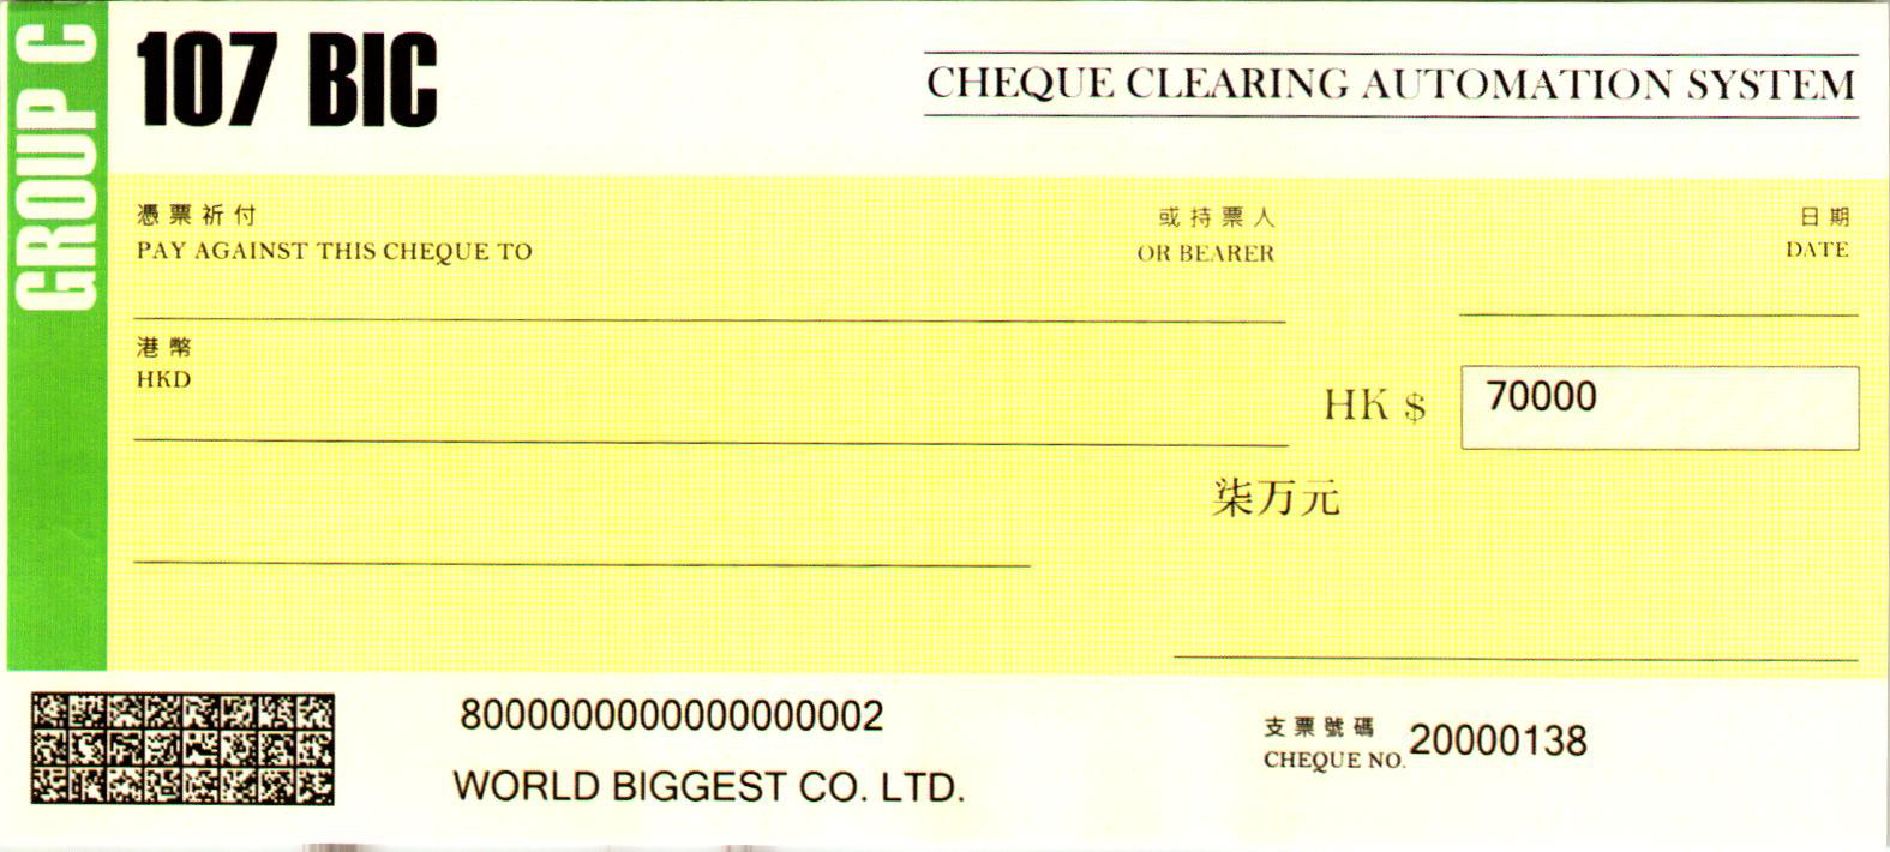 GROUP C
107 BIC
CHEQUE CLEARING AUTOMATION SYSTEM
憑票祈付
或持票人
日期
PAY AGAINST THIS CHEQUE TO
OR BEARER
DATE
港幣
HKD
HK $ 70000
柒万元
8000000000000000002
支票號碼
CHEQUE NO. 20000138
WORLD BIGGEST CO. LTD.